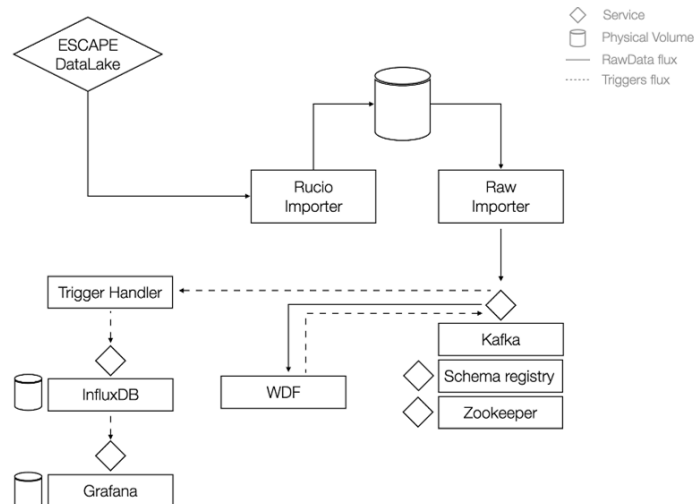 Service
Physical Volume
RawData flux
Triggers flux
ESCAPE
DataLake
Rucio
Importer
Raw
Importer
Trigger Handler
Kafka
InfluxDB
WDF
Schema registry
Zookeeper
Grafana